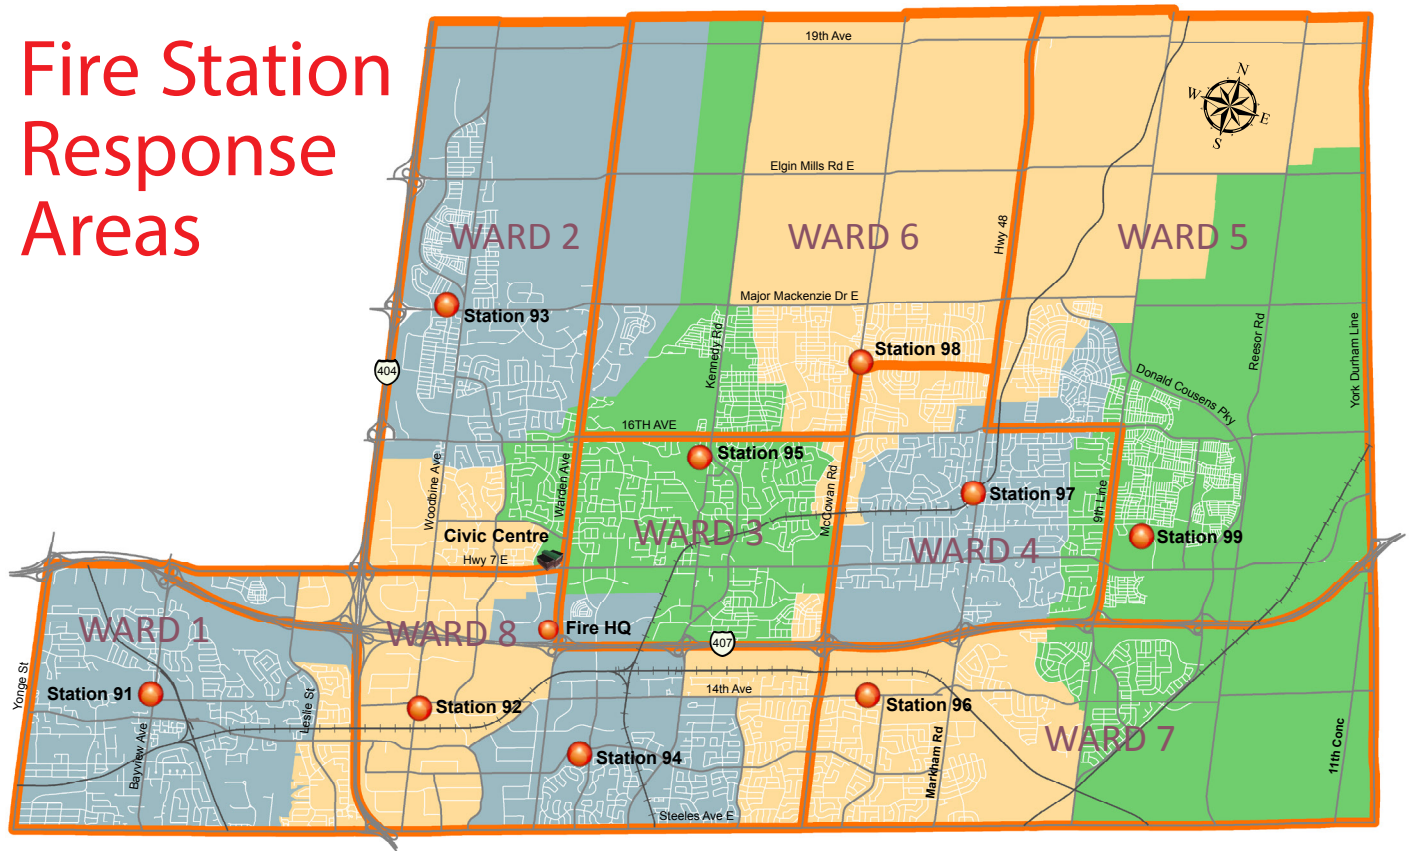 Fire Station
Response
Areas
19th Ave
N
W
E
S
Elgin Mills Rd E
WARD 2
WARD 6
Hwy 48
WARD 5
Major Mackenzie Dr E
Station 93
Kennedy Rd
Station 98
Reesor Rd
York Durham Line
404
Donald Cousens Pky
16TH AVE
Station 95
Woodbine Ave
Warden Ave
McCowan Rd
Station 97
9th Line
Civic Centre
Hwy 7 E
WARD 3
WARD 4
Station 99
WARD 1
WARD 8
Fire HQ
407
Yonge St
Station 91
Leslie St
14th Ave
Station 92
Station 96
Bayview Ave
Station 94
Markham Rd
WARD 7
11th Conc
Steeles Ave E